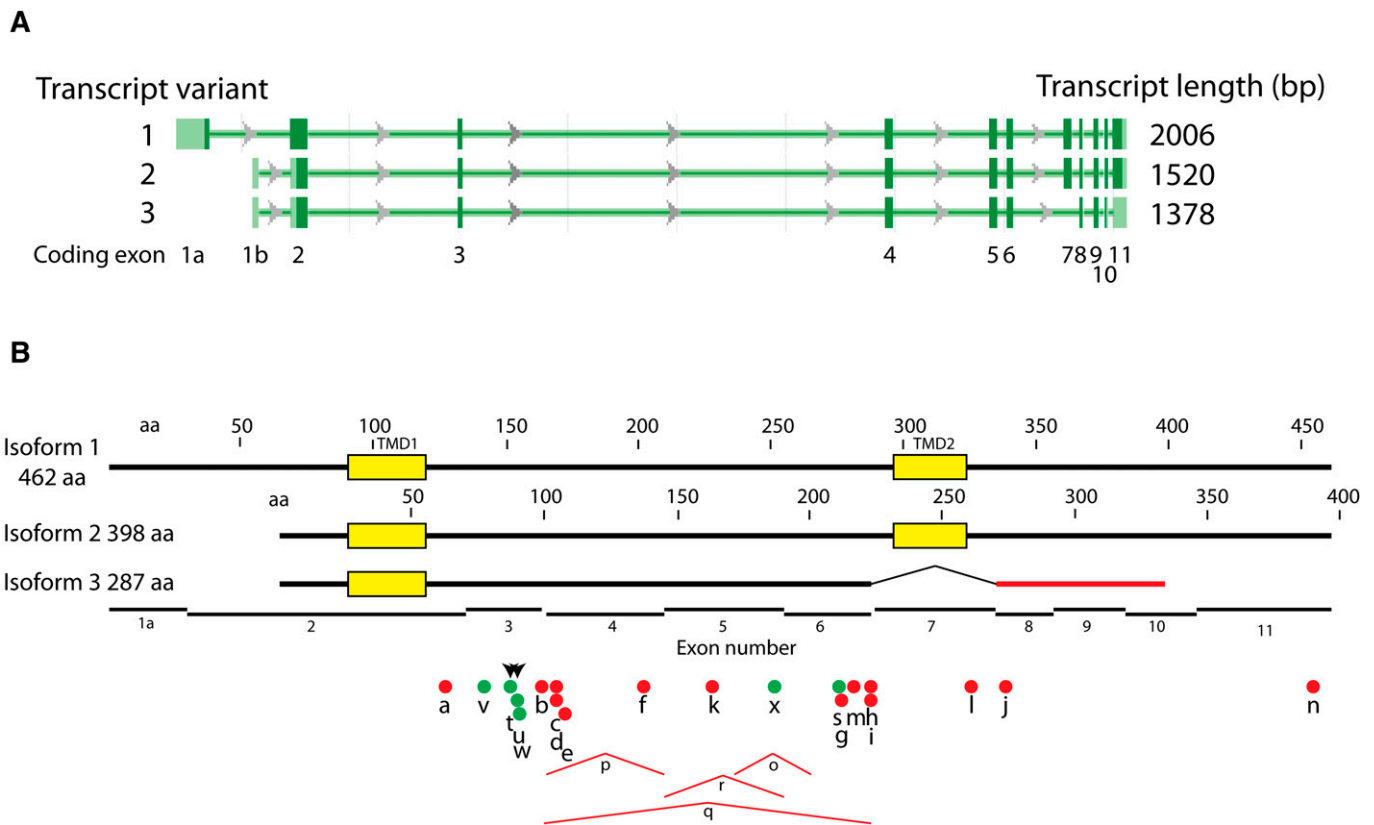 A
Transcript variant
Transcript length (bp)
1 2006
2 1520
3 1378
Coding exon 1a 1b 2 3 4 5 6 7 8 9 11
10
B
aa 50 100 150 200 250 300 350 400 450
Isoform 1 TMD1 TMD2
462 aa
aa 50 100 150 200 250 300 350 400
Isoform 2 398 aa
Isoform 3 287 aa
1a 2 3 4 5 6 7 8 9 10 11
Exon number
a v b f k x l j n
t c s m h
u d g i
w e
p o
r
q